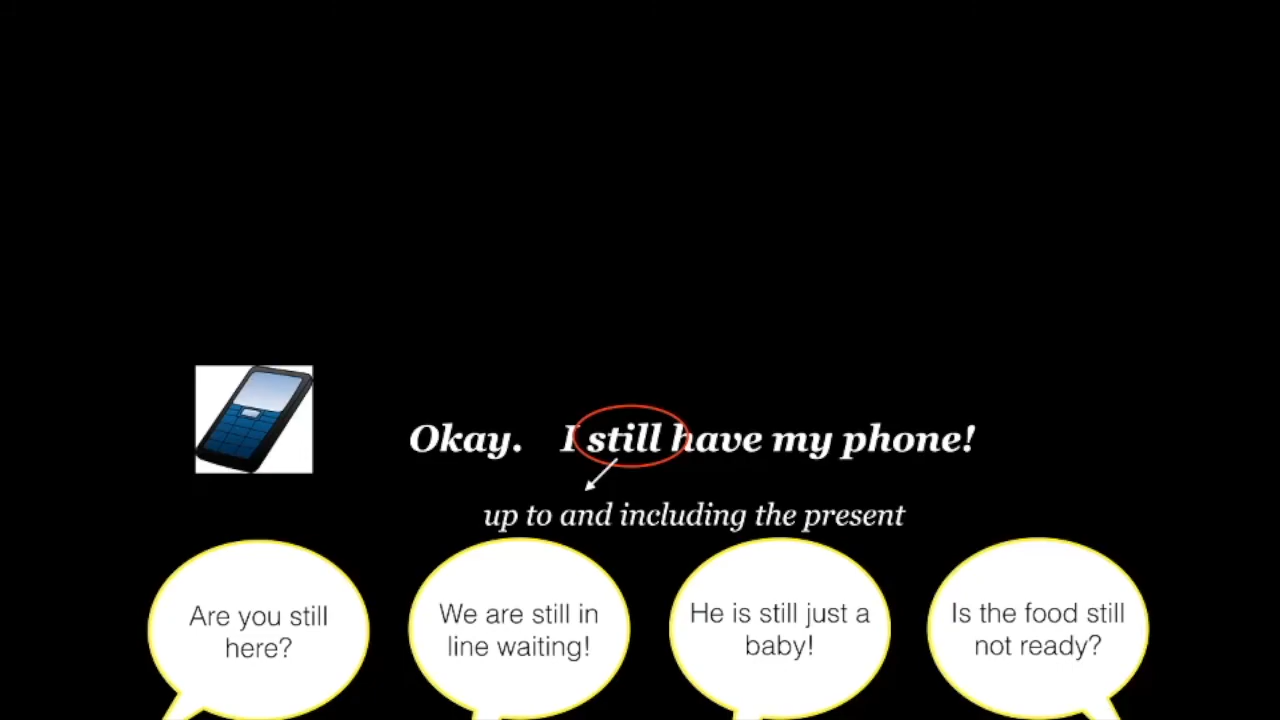 Okay. I still have my phone!
up to and including the present
Are you still
here?
We are still in
line waiting!
He is still just a
baby!
Is the food still
not ready?